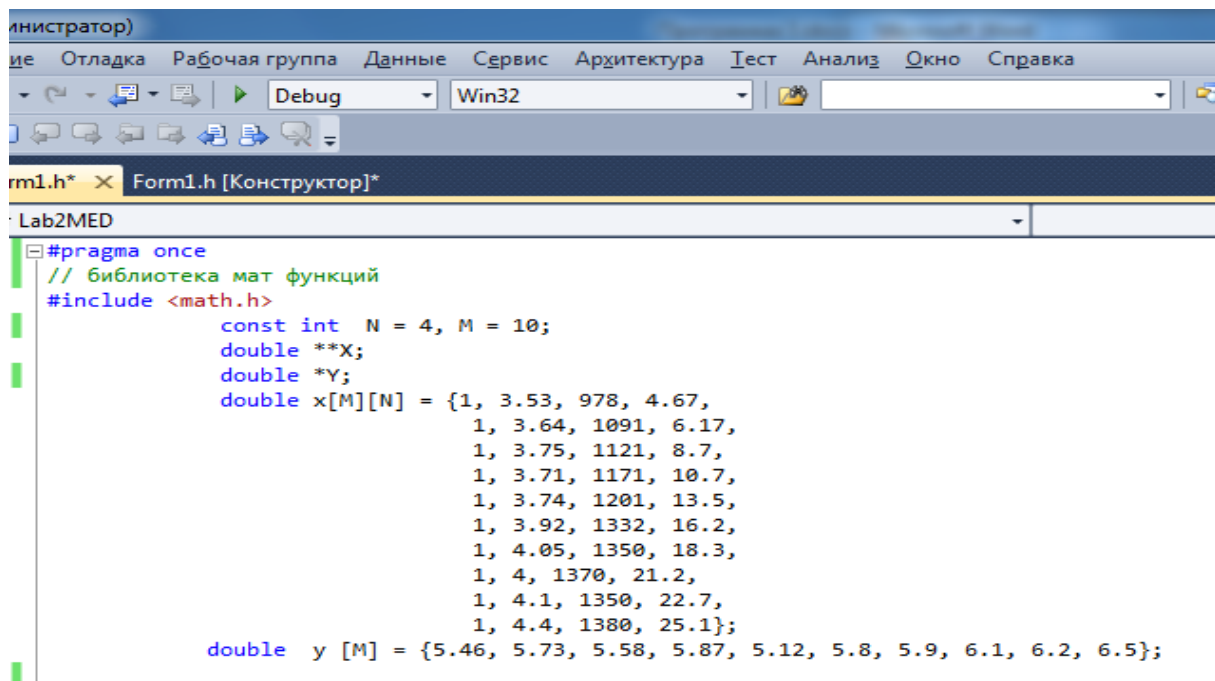 инистратор)
ие Отладка Рабочая группа Данные Сервис Архитектура Тест Анализ Окно Справка
Debug Win32
rm1.h* Form1.h [Конструктор]*
Lab2MED
#pragma once
// библиотека мат функций
#include <math.h>
const int N = 4, M = 10;
double **X;
double *Y;
double x[M][N] = {1, 3.53, 978, 4.67,
1, 3.64, 1091, 6.17,
1, 3.75, 1121, 8.7,
1, 3.71, 1171, 10.7,
1, 3.74, 1201, 13.5,
1, 3.92, 1332, 16.2,
1, 4.05, 1350, 18.3,
1, 4, 1370, 21.2,
1, 4.1, 1350, 22.7,
1, 4.4, 1380, 25.1};
double y [M] = {5.46, 5.73, 5.58, 5.87, 5.12, 5.8, 5.9, 6.1, 6.2, 6.5};